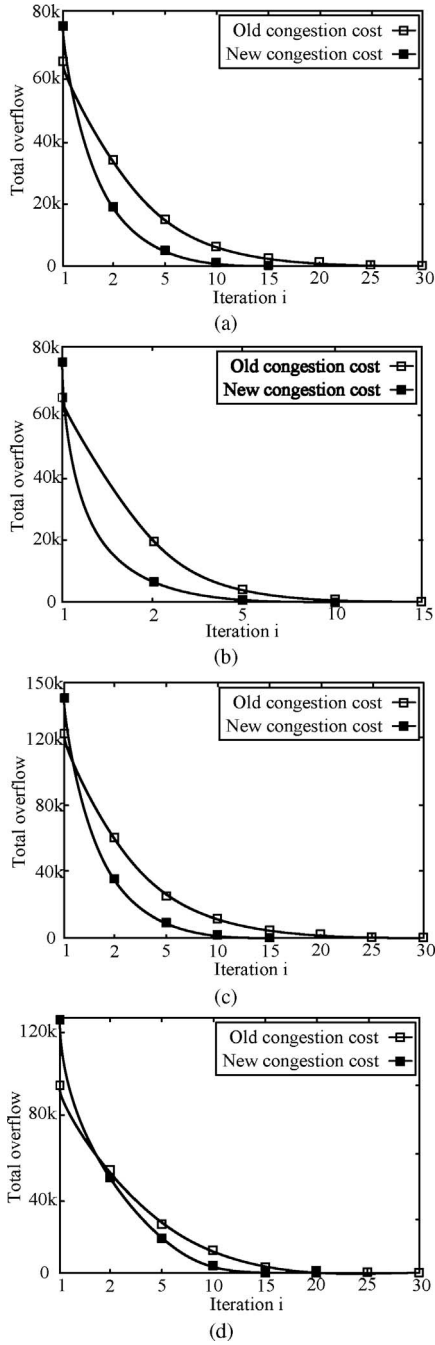 80k
60k
40k
20k
0
Total overflow
Old congestion cost
New congestion cost
1 2 5 10 15 20 25 30
Iteration i
(a)
80k
60k
40k
20k
0
Total overflow
Old congestion cost
New congestion cost
1 2 5 10 15
Iteration i
(b)
150k
120k
80k
40k
0
Total overflow
Old congestion cost
New congestion cost
1 2 5 10 15 20 25 30
Iteration i
(c)
120k
80k
40k
0
Total overflow
Old congestion cost
New congestion cost
1 2 5 10 15 20 25 30
Iteration i
(d)